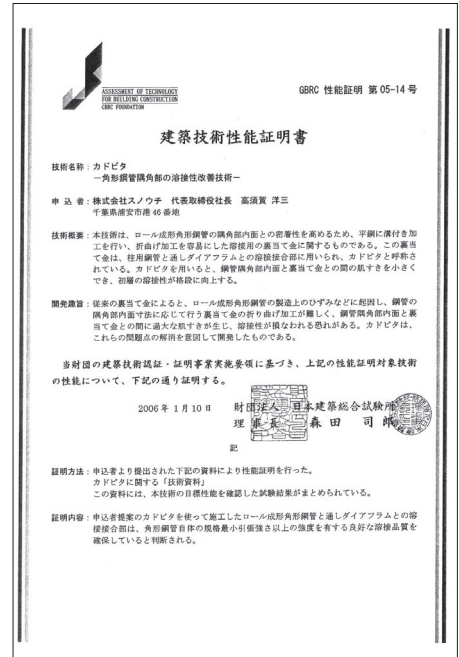 ASSESSMENT OF TECHNOLOGY
FOR BUILDING CONSTRUCTION
GBRC FOUNDATION
GBRC 性能証明 第 05-14 号
建築技術性能証明書
技術名称：カドピタ
－角形鋼管隅角部の溶接性改善技術－
申 込 者：株式会社スノウチ 代表取締役社長 高須賀 洋三
千葉県浦安市港 46 番地
技術概要：本技術は、ロール成形角形鋼管の隅角部内面との密着性を高めるため、平鋼に溝付き加
工を行い、折曲げ加工を容易にした溶接用の裏当て金に関するものである。この裏当
て金は、柱用鋼管と通しダイアフラムとの溶接接合部に用いられ、カドピタと呼称さ
れている。カドピタを用いると、鋼管隅角部内面と裏当て金との間の肌すきを小さく
でき、初層の溶接性が格段に向上する。
開発趣旨：従来の裏当て金によると、ロール成形角形鋼管の製造上のひずみなどに起因し、鋼管の
隅角部内面寸法に応じて行う裏当て金の折り曲げ加工が難しく、鋼管隅角部内面と裏
当て金との間に過大な肌すきが生じ、溶接性が損なわれる恐れがある。カドピタは、
これらの問題点の解消を意図して開発したものである。
当財団の建築技術認証・証明事業実施要領に基づき、上記の性能証明対象技術
の性能について、下記の通り証明する。
2006 年 1月10日 財団法人 日本建築総合試験所
理 事 長 森 田 司 郎
記
証明方法：申込者より提出された下記の資料により性能証明を行った。
カドピタに関する「技術資料」
この資料には、本技術の目標性能を確認した試験結果がまとめられている。
証明内容：申込者提案のカドピタを使って施工したロール成形角形鋼管と通しダイアフラムとの溶
接接合部は、角形鋼管自体の規格最小引張強さ以上の強度を有する良好な溶接品質を
確保していると判断される。